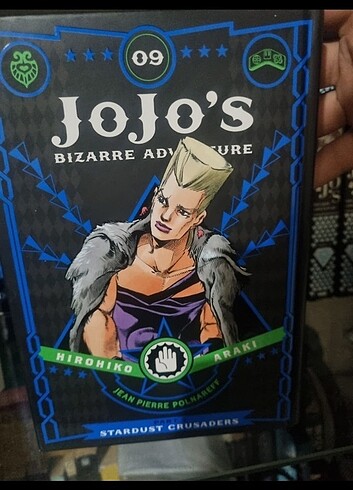 09
JoJo's
BIZARRE ADVENTURE
HIROHIKO ARAKI
JEAN PIERRE POLNAREFF
STARDUST CRUSADERS